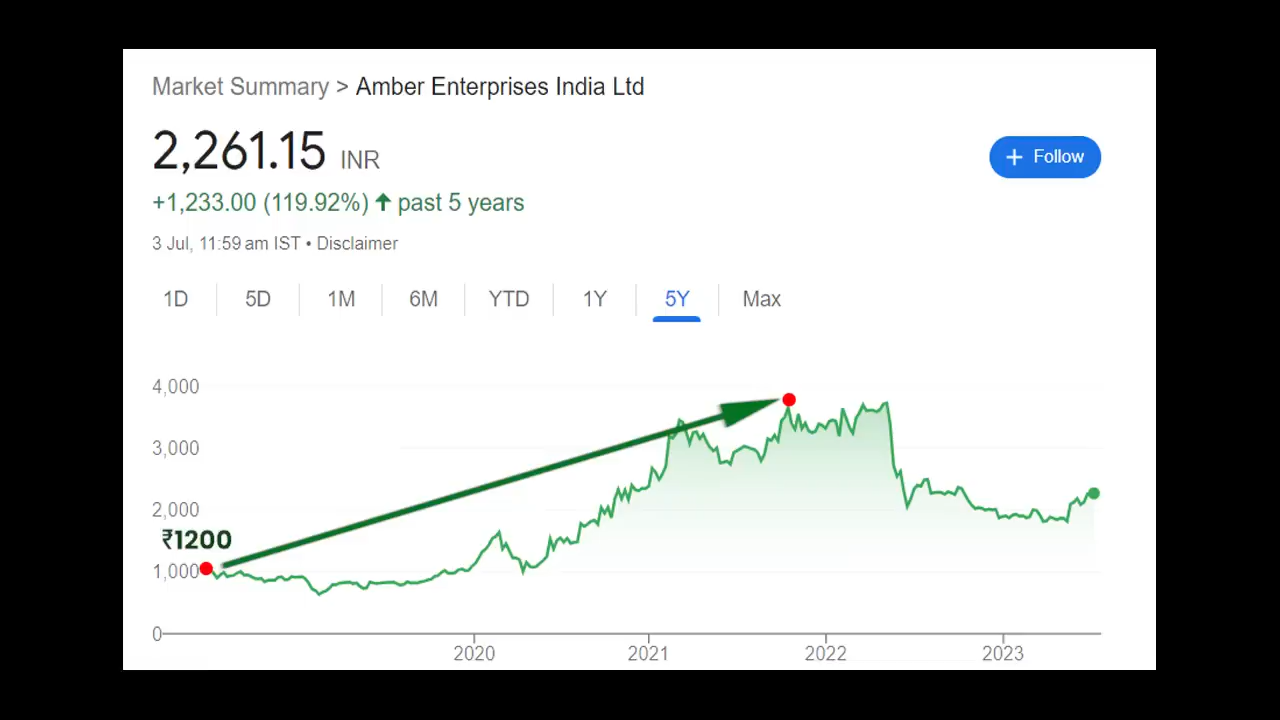 Market Summary > Amber Enterprises India Ltd
2,261.15 INR
+ Follow
+1,233.00 (119.92%) ↑ past 5 years
3 Jul, 11:59 am IST • Disclaimer
1D 5D 1M 6M YTD 1Y 5Y Max
4,000
3,000
2,000
₹1200
1,000
0
2020 2021 2022 2023